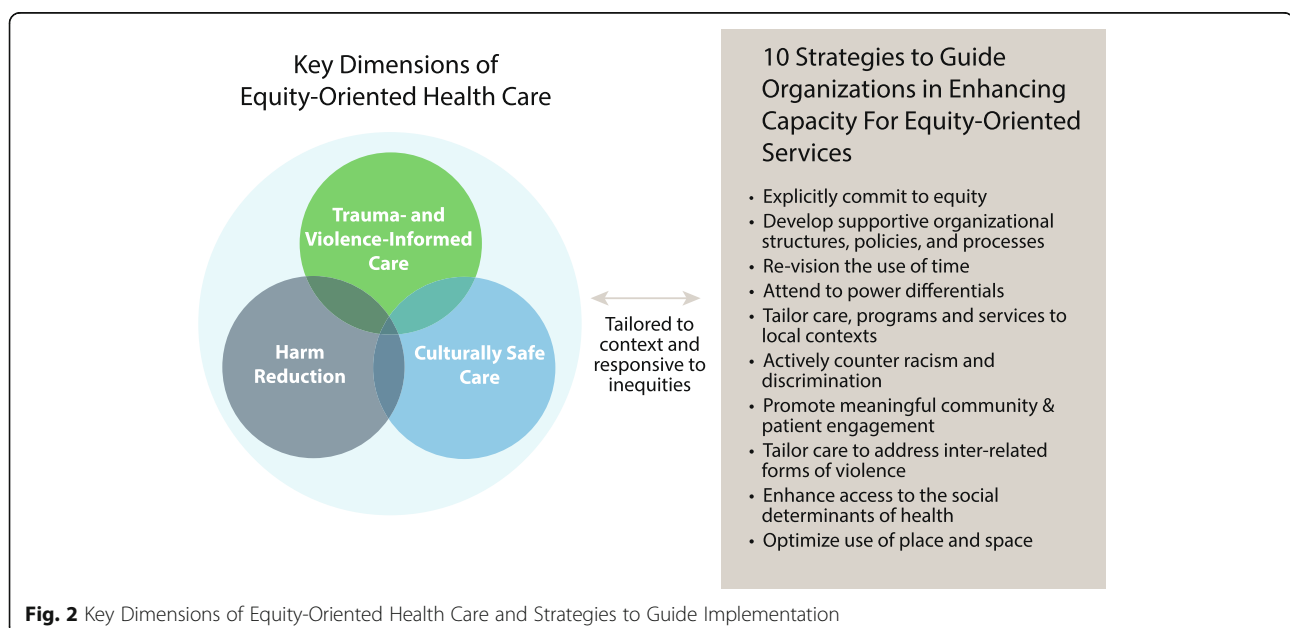 Key Dimensions of
Equity-Oriented Health Care
Trauma- and
Violence-Informed
Care
Harm
Reduction
Culturally Safe
Care
Tailored to
context and
responsive to
inequities
10 Strategies to Guide
Organizations in Enhancing
Capacity For Equity-Oriented
Services
• Explicitly commit to equity
• Develop supportive organizational
structures, policies, and processes
• Re-vision the use of time
• Attend to power differentials
• Tailor care, programs and services to
local contexts
• Actively counter racism and
discrimination
• Promote meaningful community &
patient engagement
• Tailor care to address inter-related
forms of violence
• Enhance access to the social
determinants of health
• Optimize use of place and space
Fig. 2 Key Dimensions of Equity-Oriented Health Care and Strategies to Guide Implementation